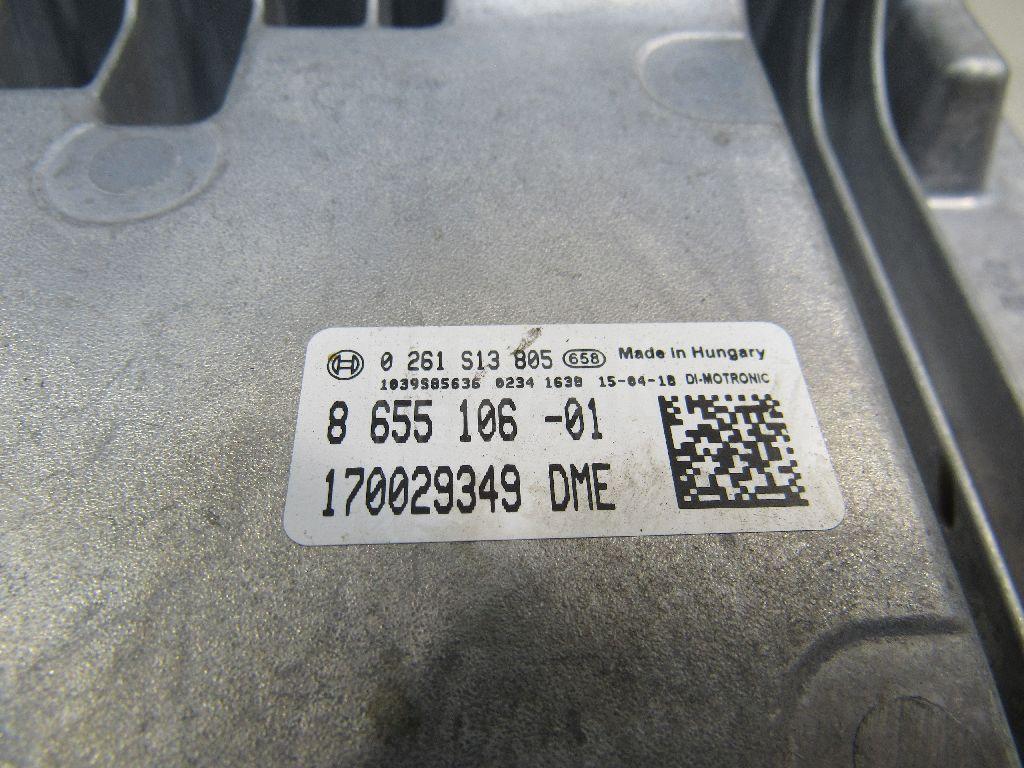 0 261 S13 805 658 Made in Hungary
1039S85636 0234 1638 15-04-18 DI-MOTRONIC
8 655 106 -01
170029349 DME